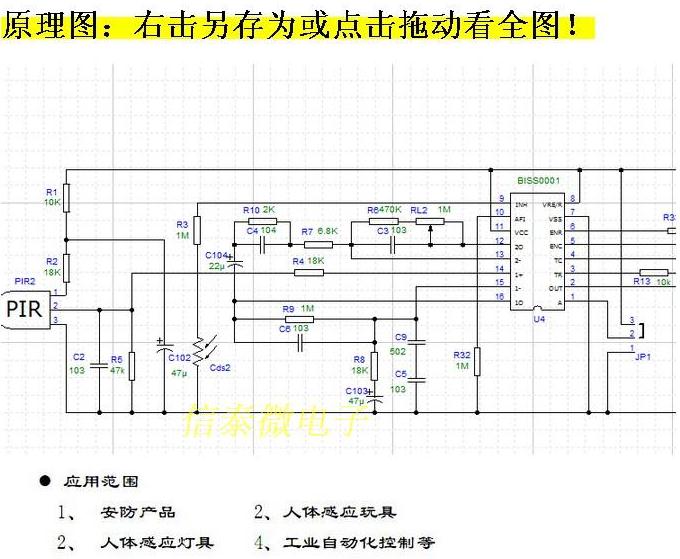 原理图：右击另存为或点击拖动看全图！
BISS0001
R1
10K
R2
18K
PIR2
PIR
1
2
3
C2
103
R5
47k
C102
47μ
R3
1M
Cds2
R10 2K
C4 104
C104
22μ
R7 6.8K
R4 18K
R6 470K
C3 103
RL2 1M
R9 1M
C6 103
R8
18K
C103
47μ
C9
502
C5
103
R32
1M
9 INH VRE/R 8
10 AFI VSS 7
11 VCC ENR 6
12 2O ENC 5
13 2- TC 4
14 1+ TR 3
15 1- OUT 2
16 1O A 1
U4
R13 10k
3
2
1
JP1
信泰微电子
● 应用范围
1、 安防产品 2、人体感应玩具
2、 人体感应灯具 4、工业自动化控制等